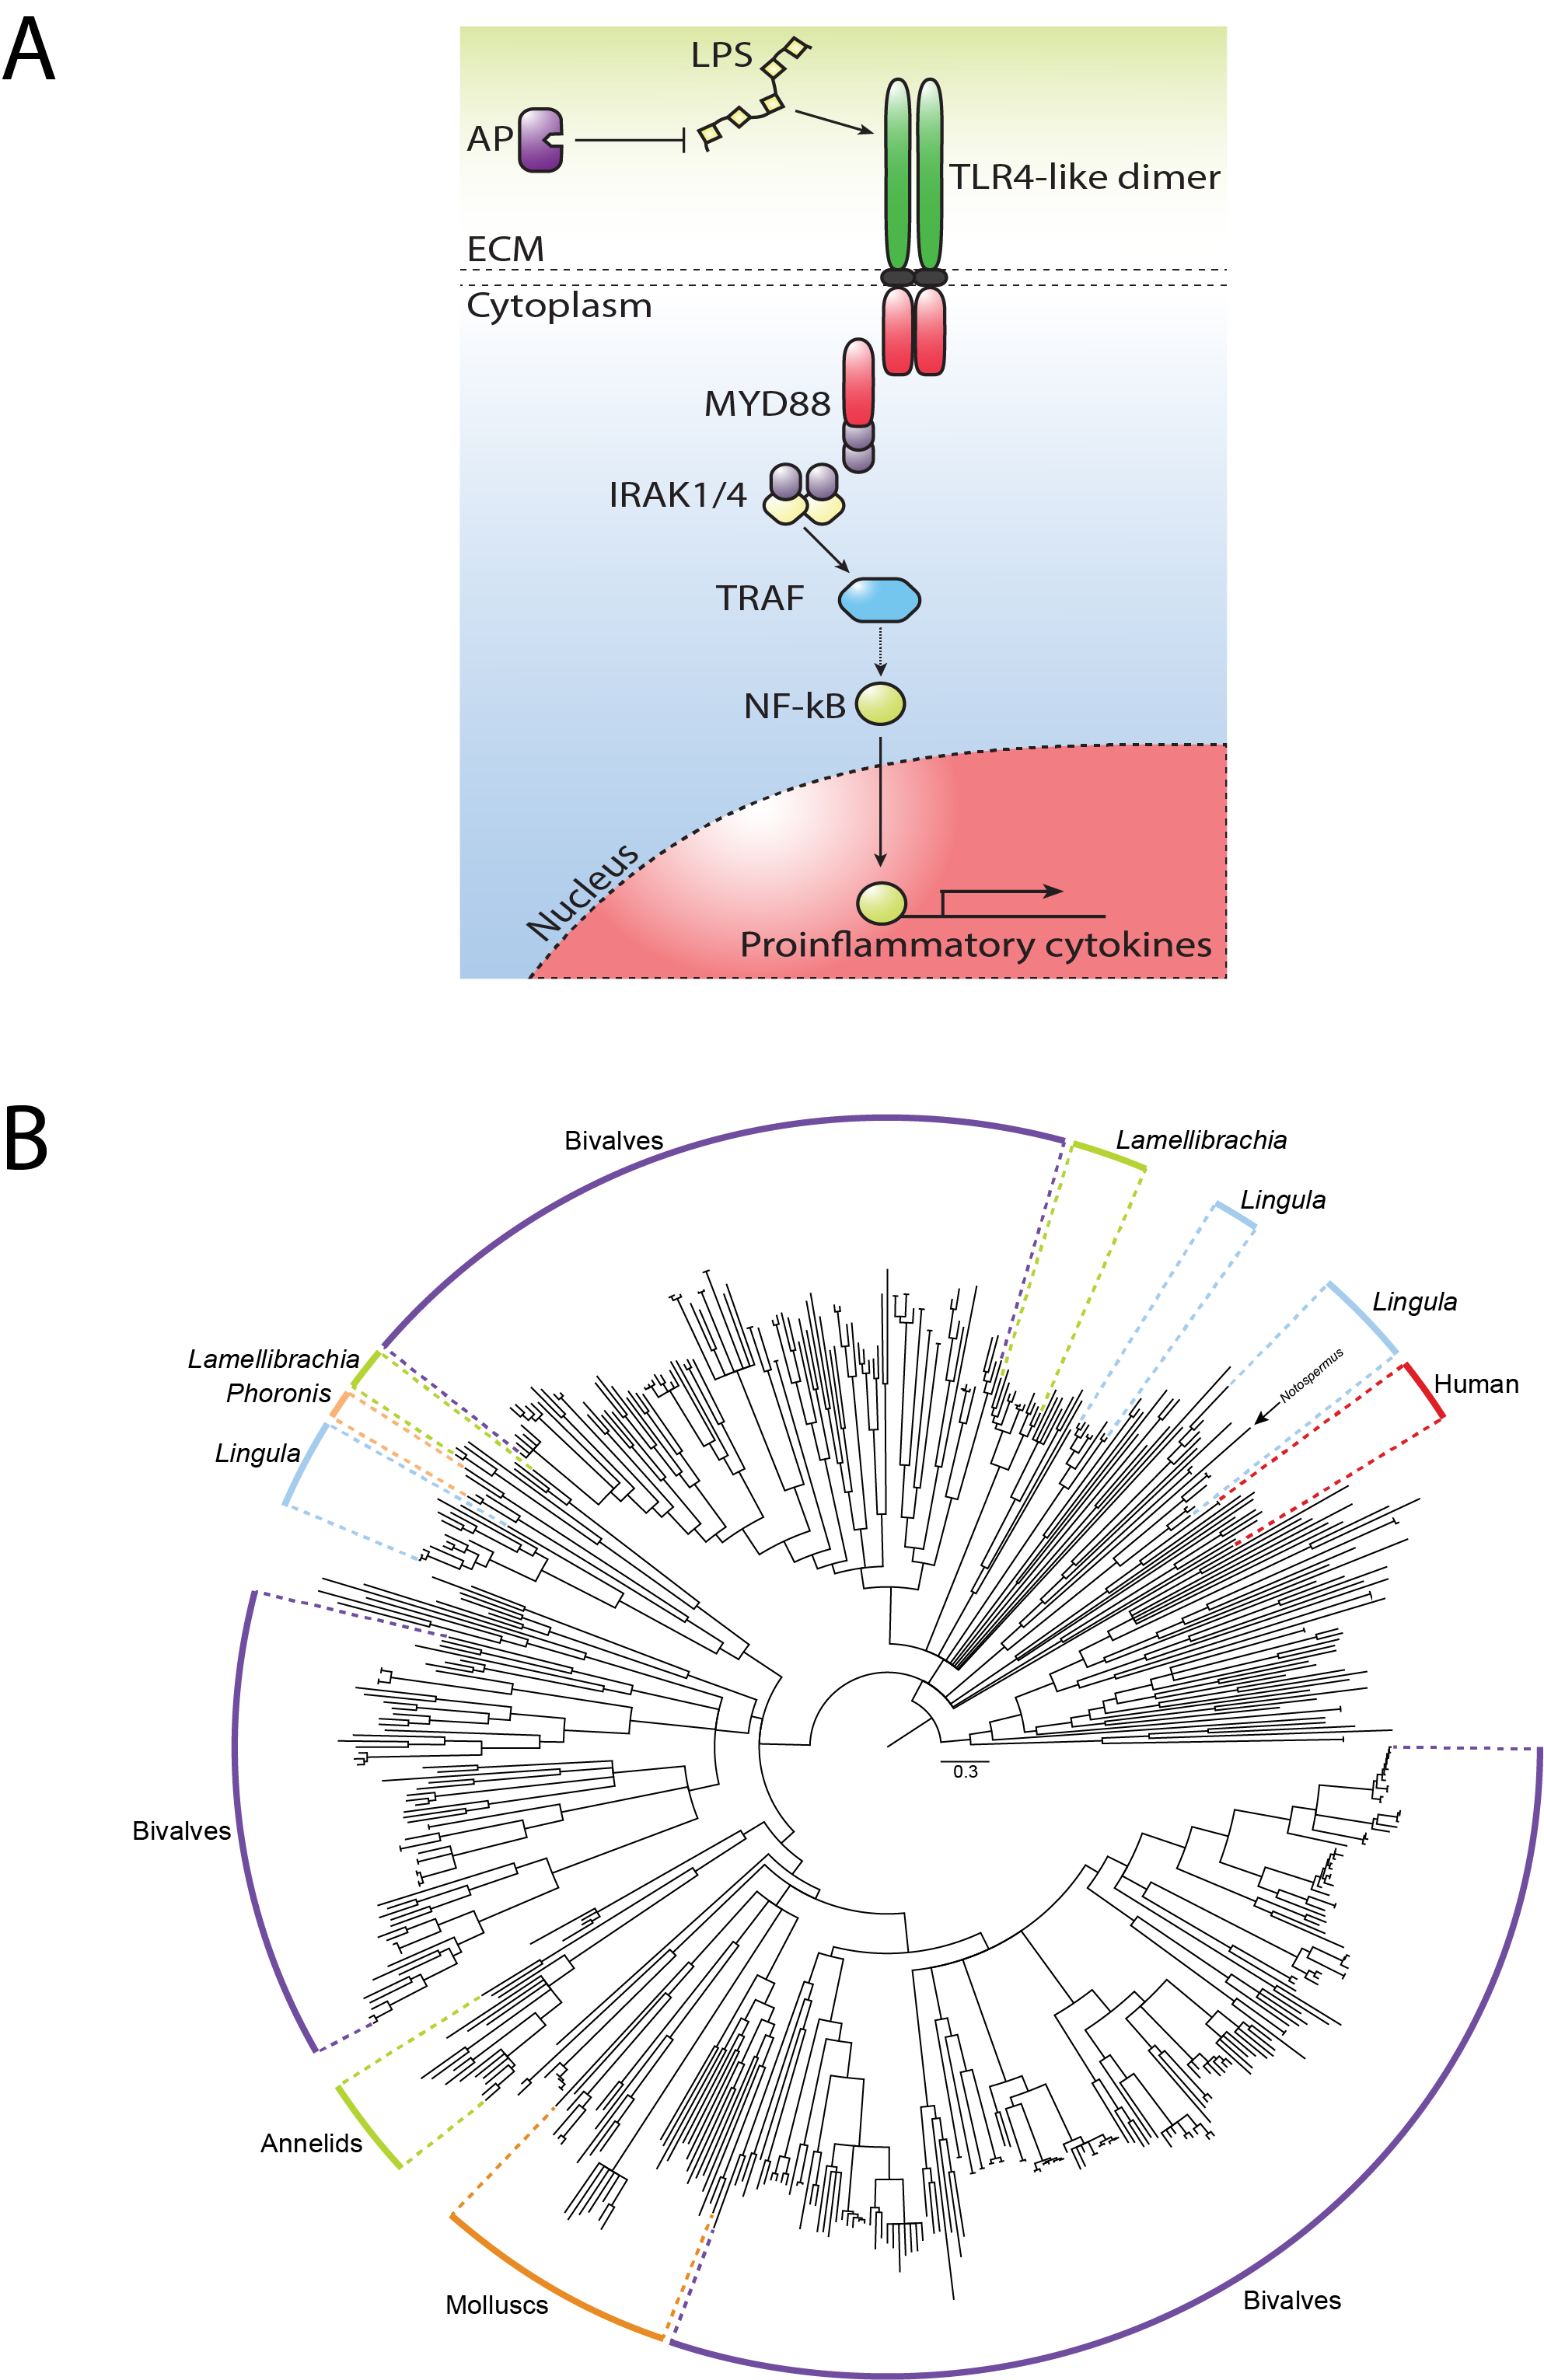 A
LPS
AP
TLR4-like dimer
ECM
Cytoplasm
MYD88
IRAK1/4
TRAF
NF-kB
Nucleus
Proinflammatory cytokines
B
Bivalves
Lamellibrachia
Lingula
Lingula
Notospermus
Human
Lamellibrachia
Phoronis
Lingula
0.3
Bivalves
Annelids
Molluscs
Bivalves